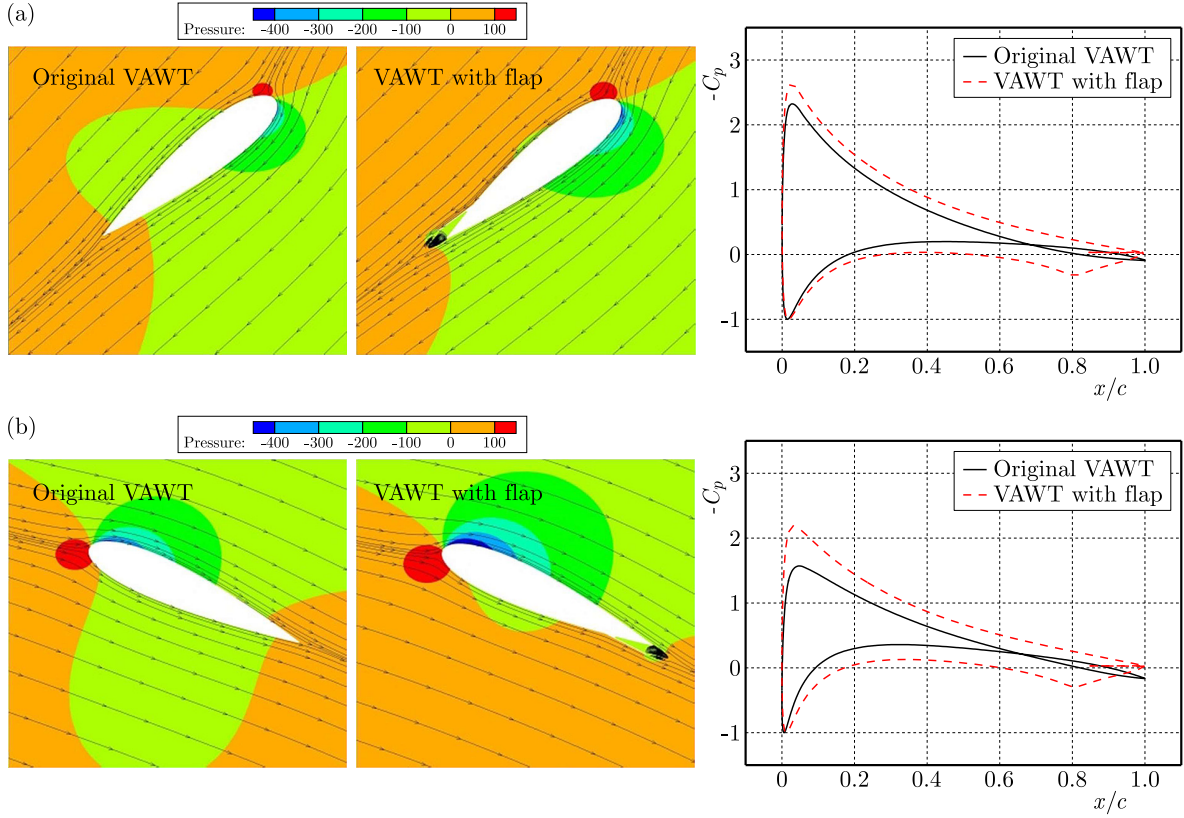 (a)
Pressure: -400 -300 -200 -100 0 100
Original VAWT
VAWT with flap
-Cp
3
2
1
0
-1
Original VAWT
VAWT with flap
0 0.2 0.4 0.6 0.8 1.0
x/c
(b)
Pressure: -400 -300 -200 -100 0 100
Original VAWT
VAWT with flap
-Cp
3
2
1
0
-1
Original VAWT
VAWT with flap
0 0.2 0.4 0.6 0.8 1.0
x/c